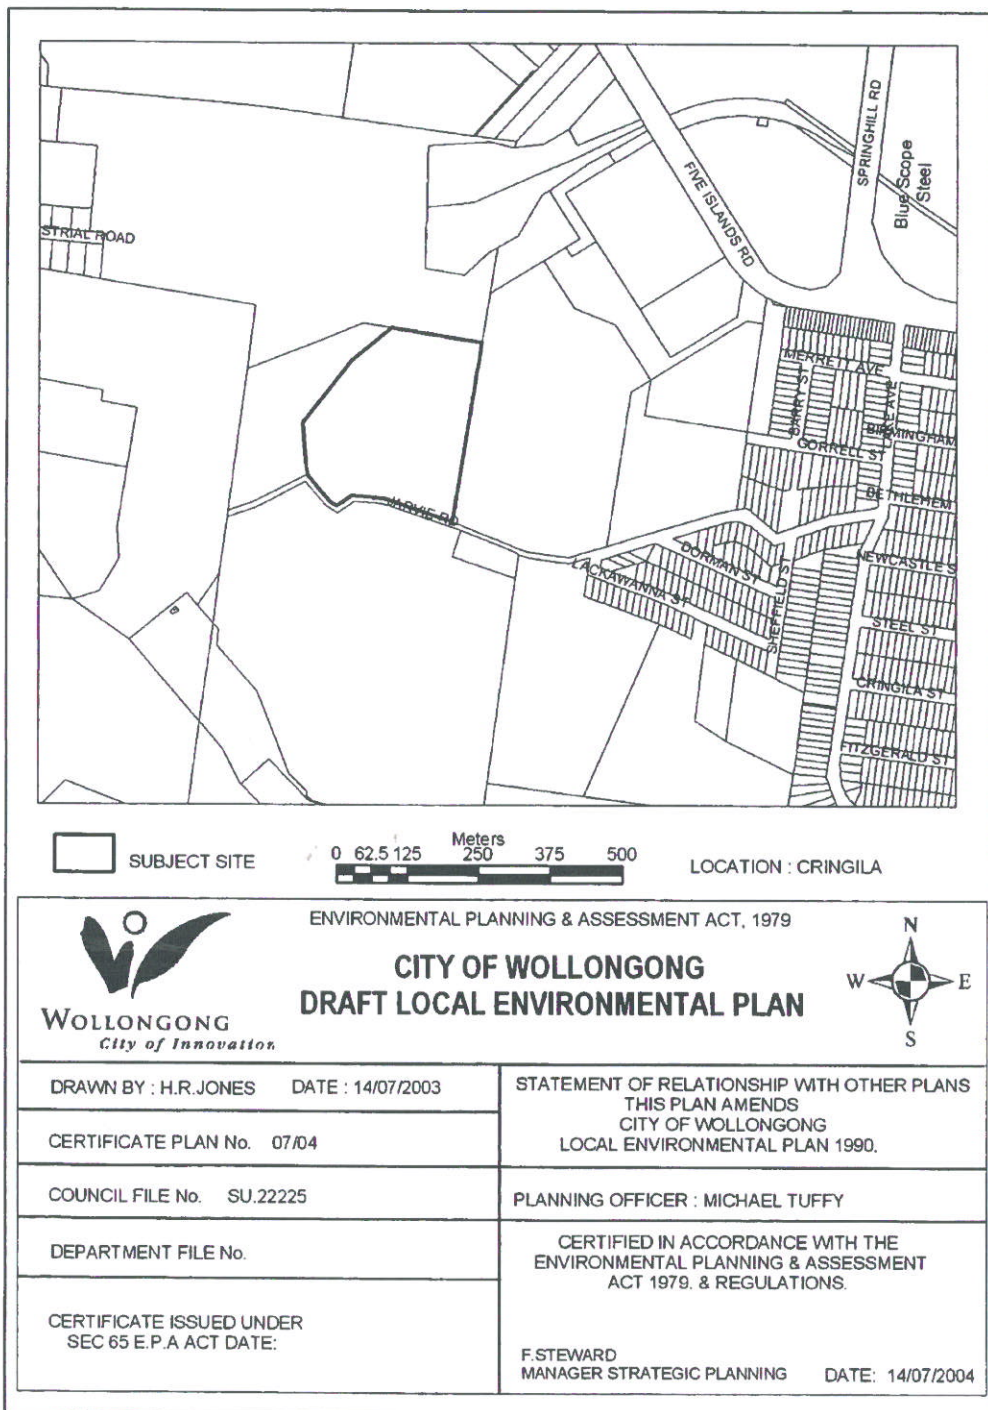 SPRINGHILL RD
Blue Scope
Steel
FIVE ISLANDS RD
STRIAL ROAD
MERRETT AVE
BARRY ST
LAKE AVE
BIRMINGHAM
GORRELL ST
BETHLEHEM
JARVIE RD
DORMAN ST
NEWCASTLE S
LACKAWANNA ST
SHEFFIELD ST
STEEL ST
CRINGILA ST
FITZGERALD ST
SUBJECT SITE
Meters
0 62.5 125 250 375 500
LOCATION : CRINGILA
ENVIRONMENTAL PLANNING & ASSESSMENT ACT, 1979
CITY OF WOLLONGONG
DRAFT LOCAL ENVIRONMENTAL PLAN
N
W E
S
WOLLONGONG
City of Innovation
DRAWN BY : H.R.JONES DATE : 14/07/2003
STATEMENT OF RELATIONSHIP WITH OTHER PLANS
THIS PLAN AMENDS
CITY OF WOLLONGONG
LOCAL ENVIRONMENTAL PLAN 1990.
CERTIFICATE PLAN No. 07/04
COUNCIL FILE No. SU.22225
PLANNING OFFICER : MICHAEL TUFFY
DEPARTMENT FILE No.
CERTIFIED IN ACCORDANCE WITH THE
ENVIRONMENTAL PLANNING & ASSESSMENT
ACT 1979. & REGULATIONS.
CERTIFICATE ISSUED UNDER
SEC 65 E.P.A ACT DATE:
F.STEWARD
MANAGER STRATEGIC PLANNING DATE: 14/07/2004